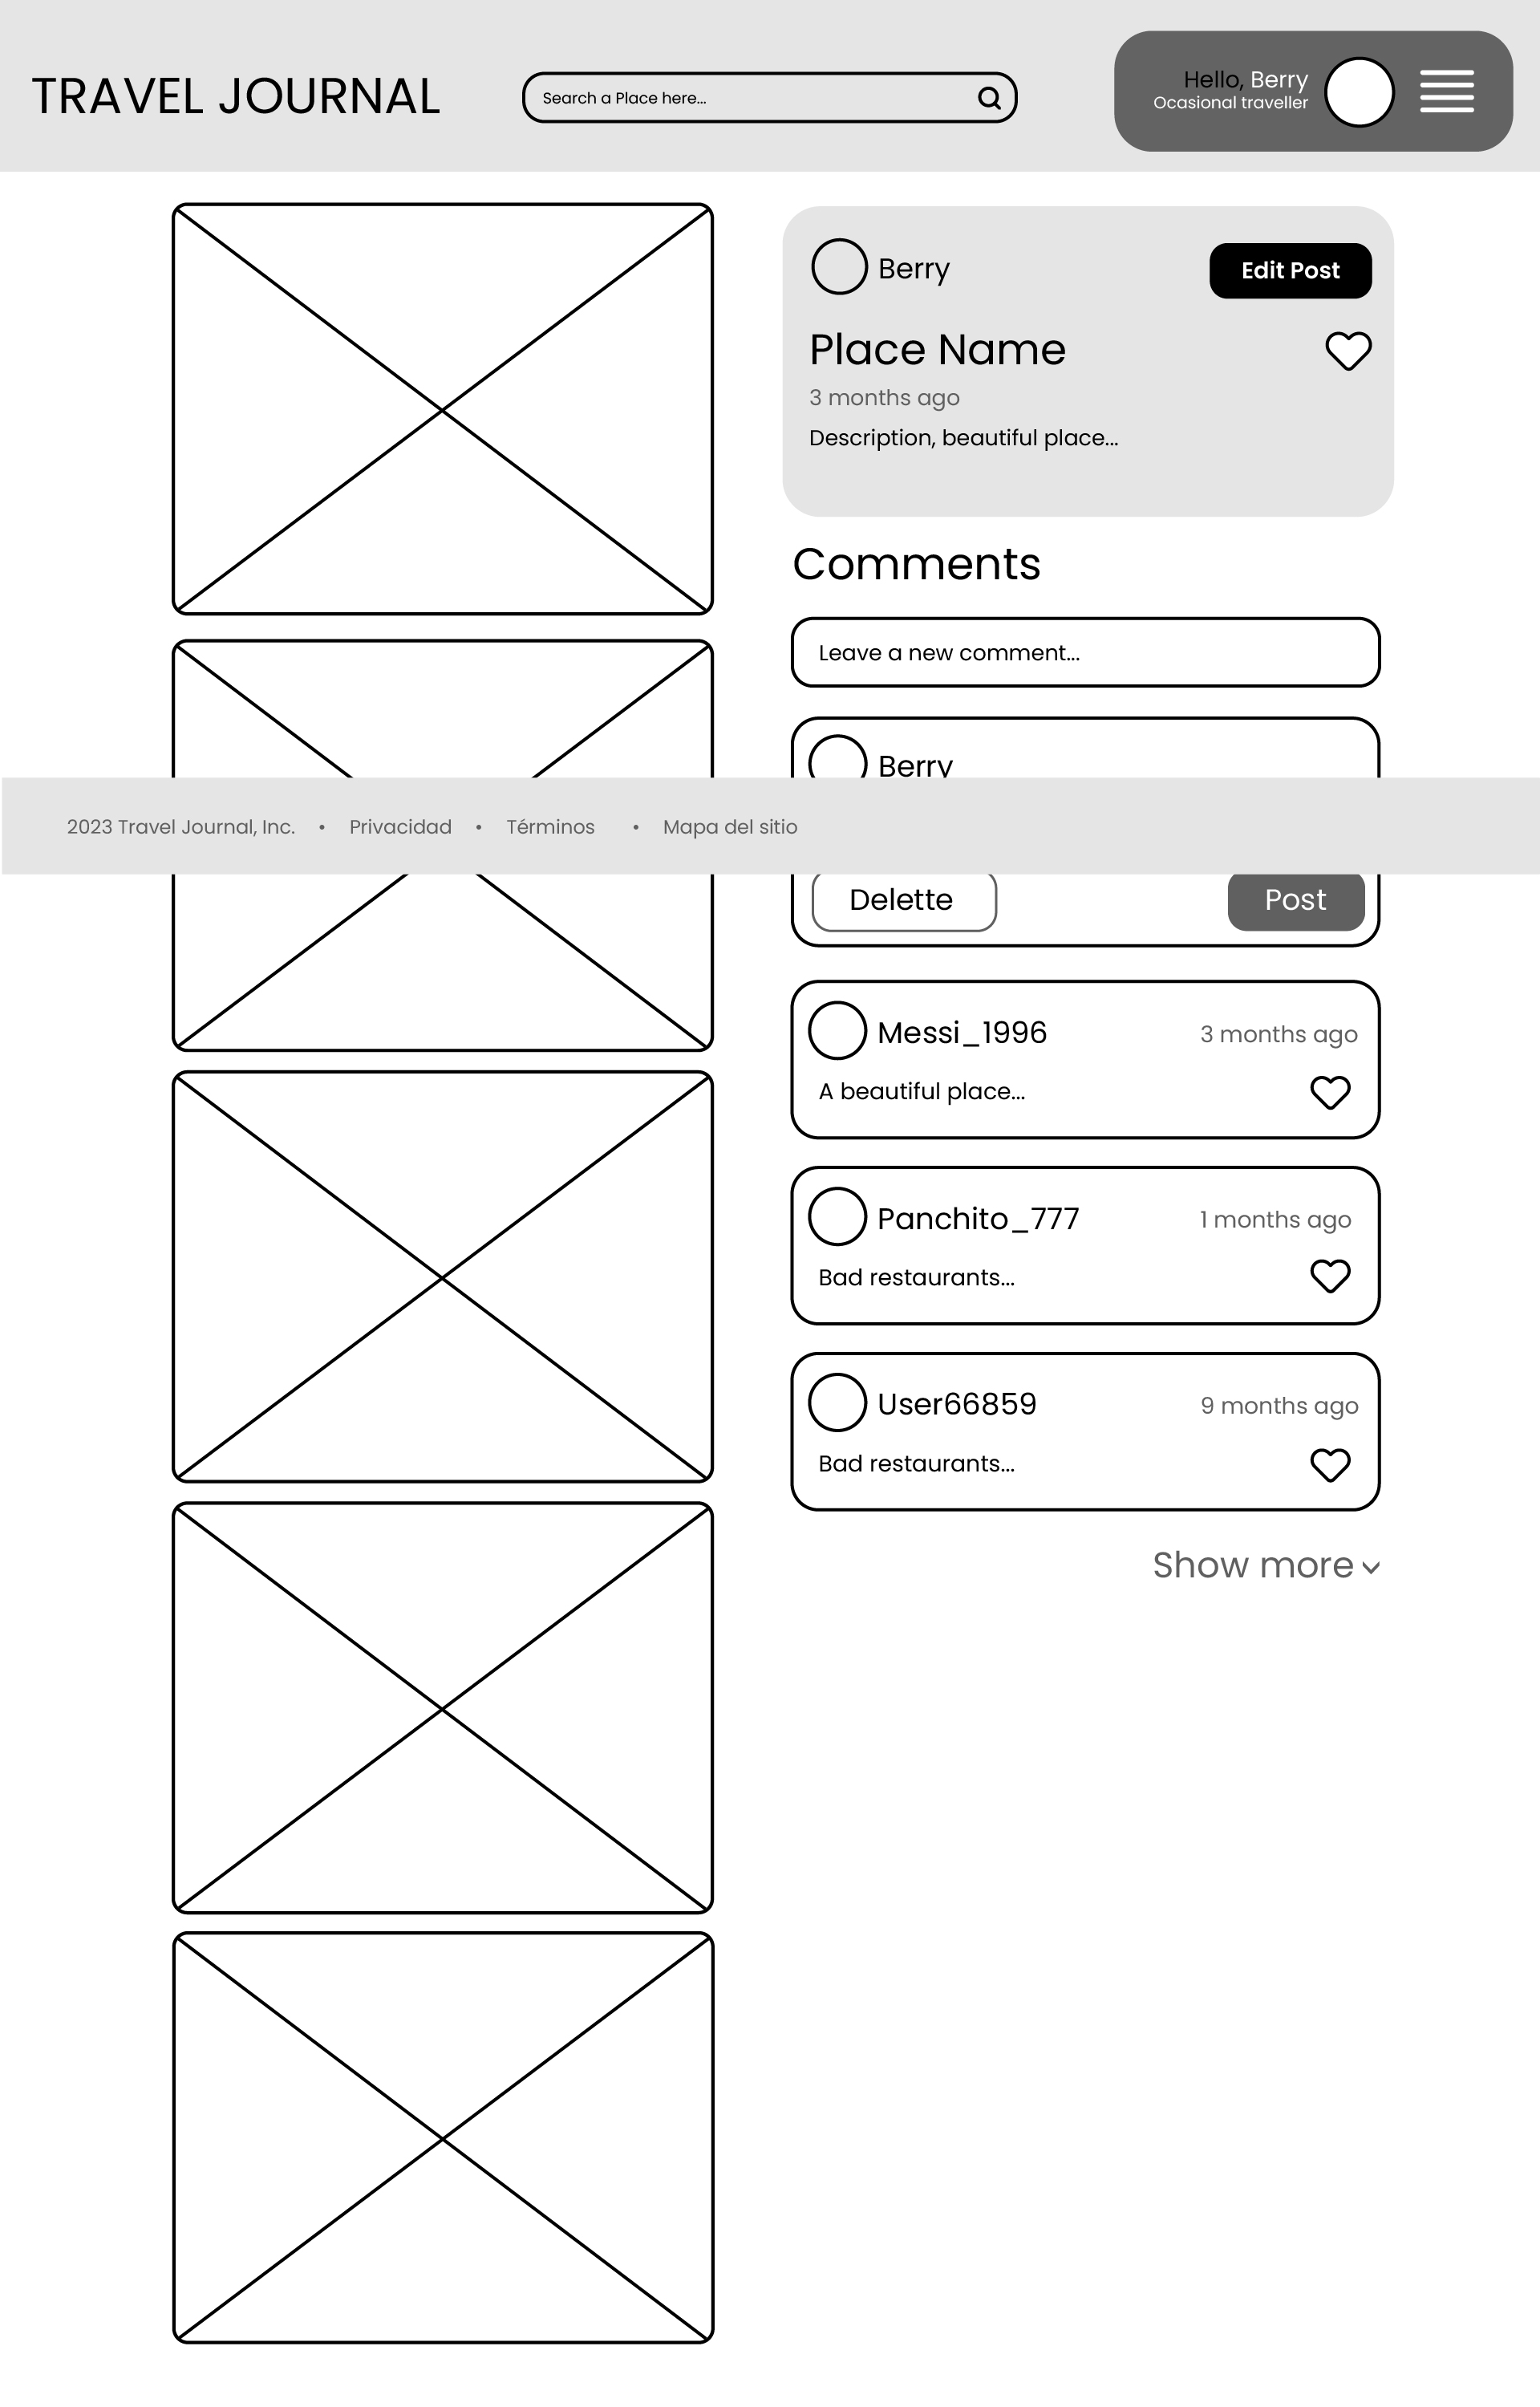 TRAVEL JOURNAL
Search a Place here...
Hello, Berry
Ocasional traveller
Berry
Edit Post
Place Name
3 months ago
Description, beautiful place...
Comments
Leave a new comment...
Berry
2023 Travel Journal, Inc. • Privacidad • Términos • Mapa del sitio
Delette
Post
Messi_1996
3 months ago
A beautiful place...
Panchito_777
1 months ago
Bad restaurants...
User66859
9 months ago
Bad restaurants...
Show more